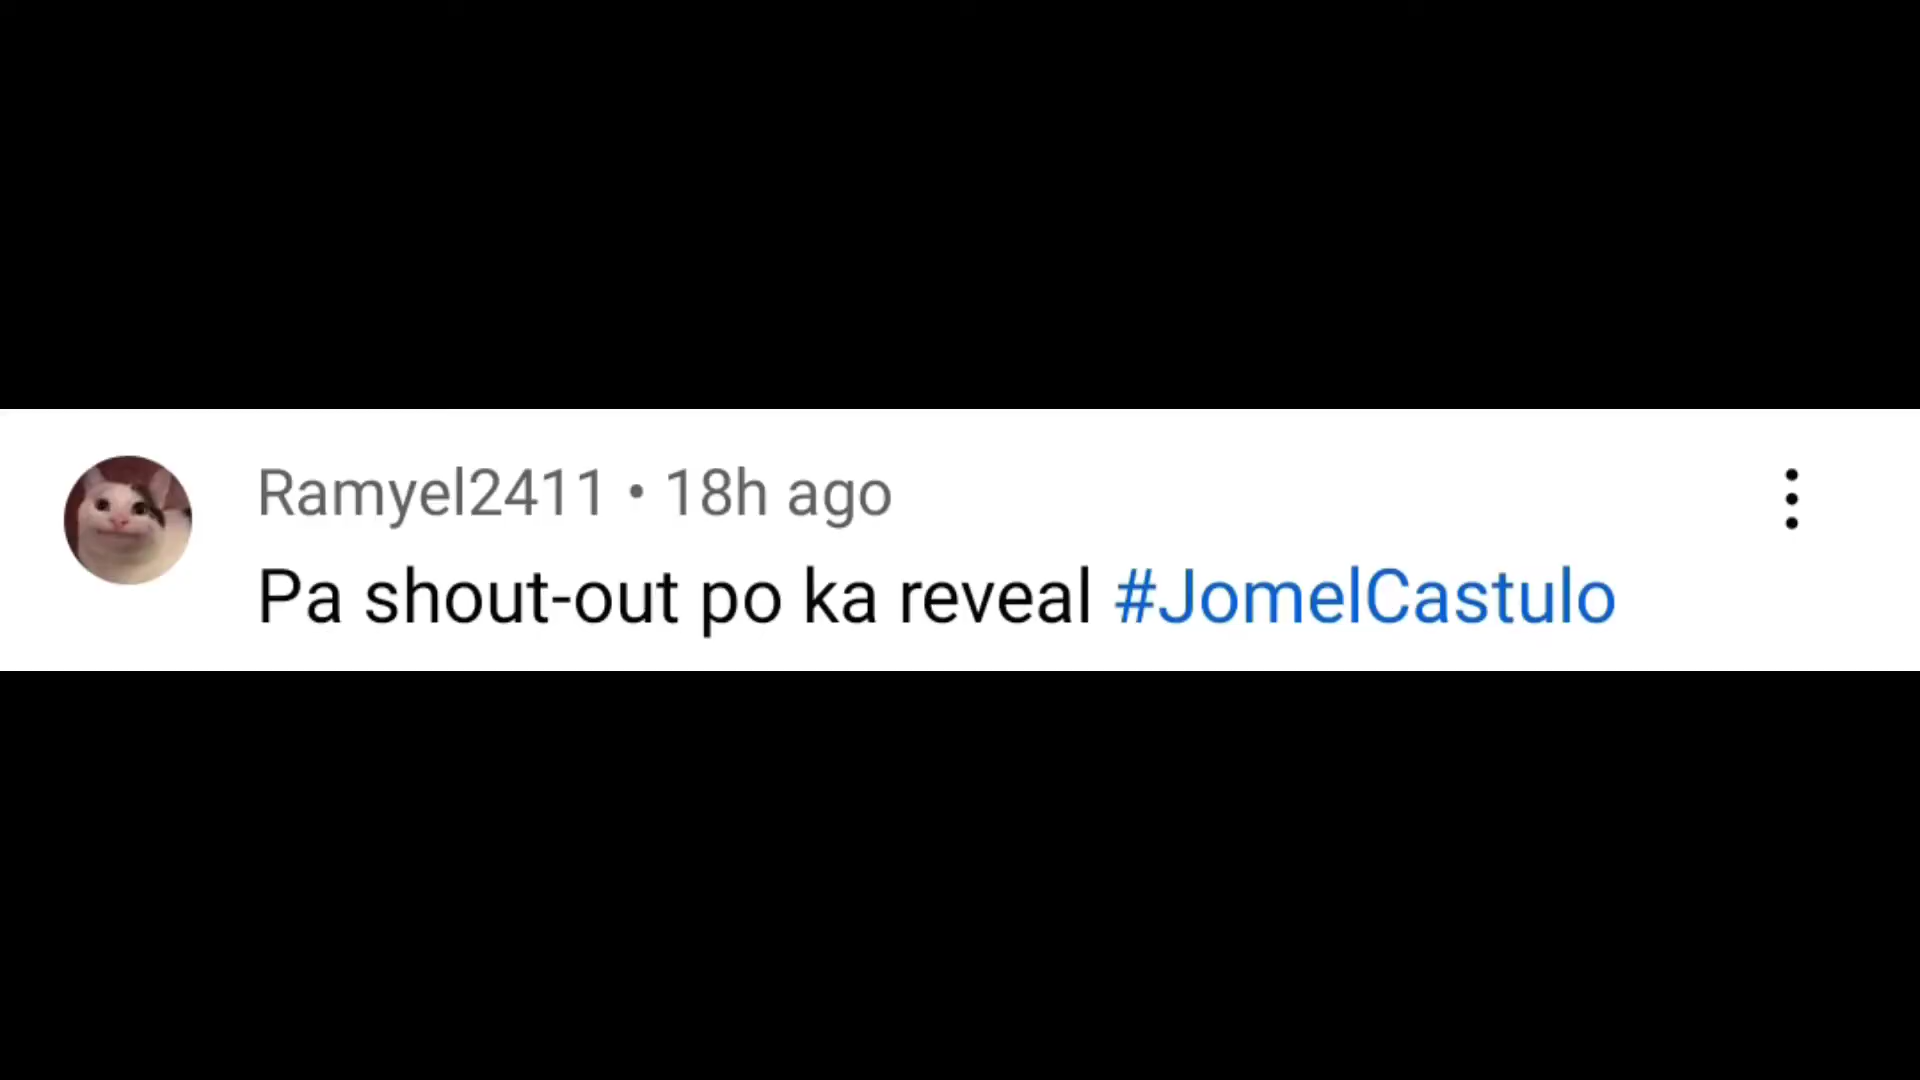 Ramyel2411 • 18h ago
Pa shout-out po ka reveal #JomelCastulo